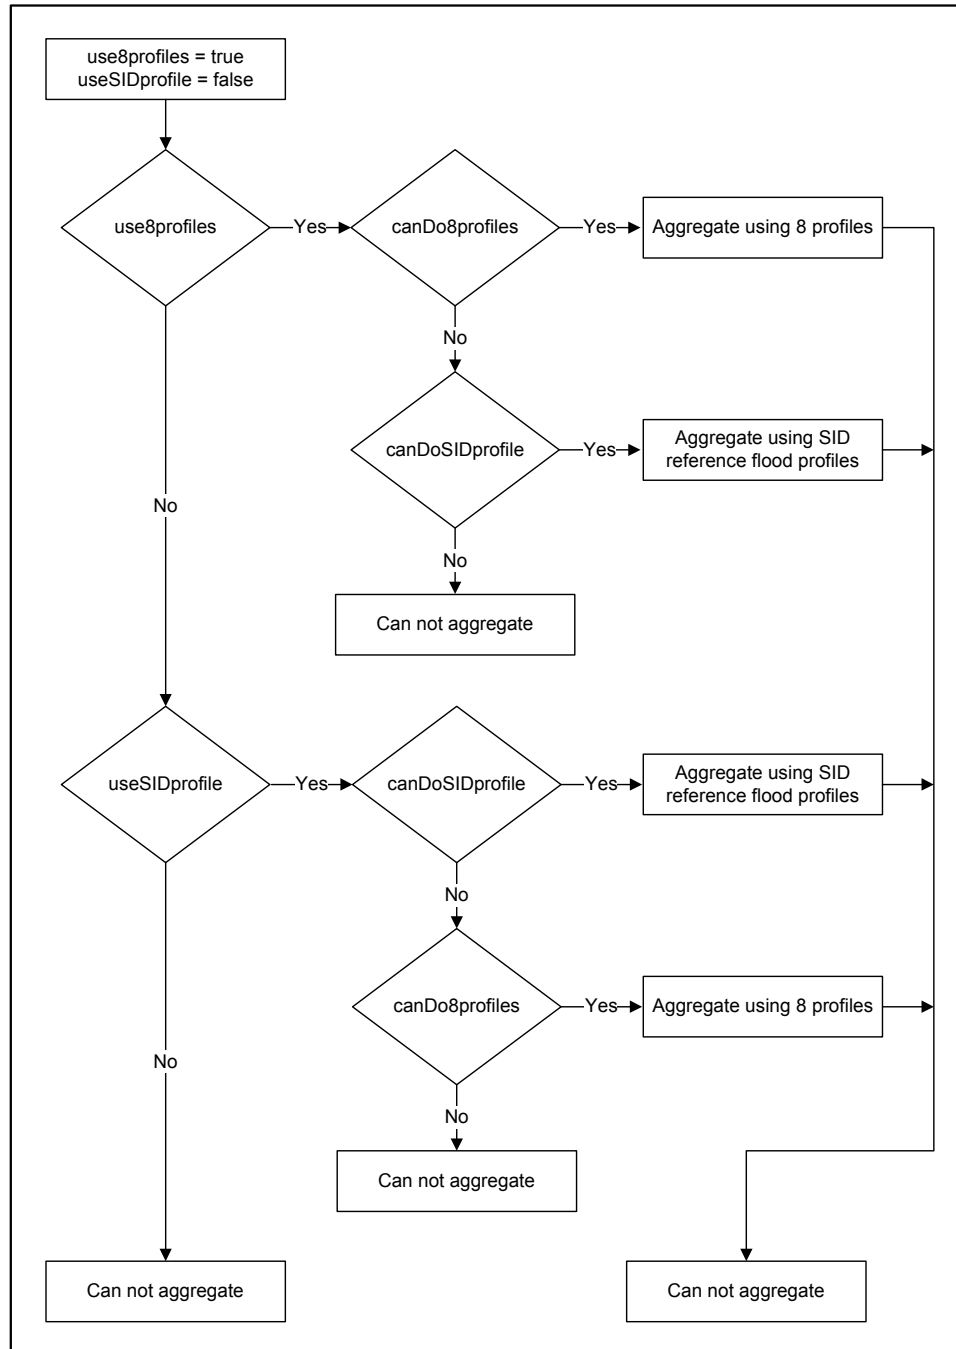 use8profiles = true
useSIDprofile = false
use8profiles
Yes
canDo8profiles
Yes
Aggregate using 8 profiles
No
canDoSIDprofile
Yes
Aggregate using SID
reference flood profiles
No
No
Can not aggregate
useSIDprofile
Yes
canDoSIDprofile
Yes
Aggregate using SID
reference flood profiles
No
canDo8profiles
Yes
Aggregate using 8 profiles
No
No
Can not aggregate
Can not aggregate
Can not aggregate